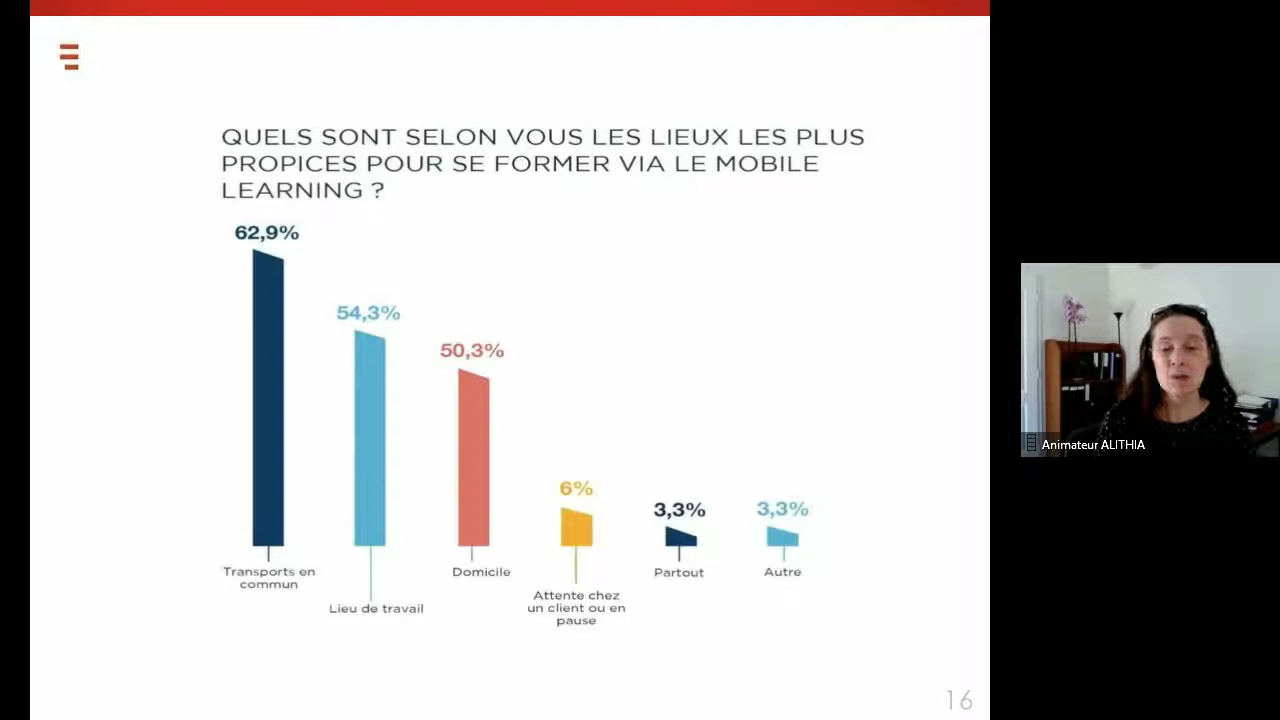 QUELS SONT SELON VOUS LES LIEUX LES PLUS
PROPICES POUR SE FORMER VIA LE MOBILE
LEARNING ?
62,9%
54,3%
50,3%
6%
3,3%
3,3%
Transports en
commun
Lieu de travail
Domicile
Attente chez
un client ou en
pause
Partout
Autre
16
Animateur ALITHIA